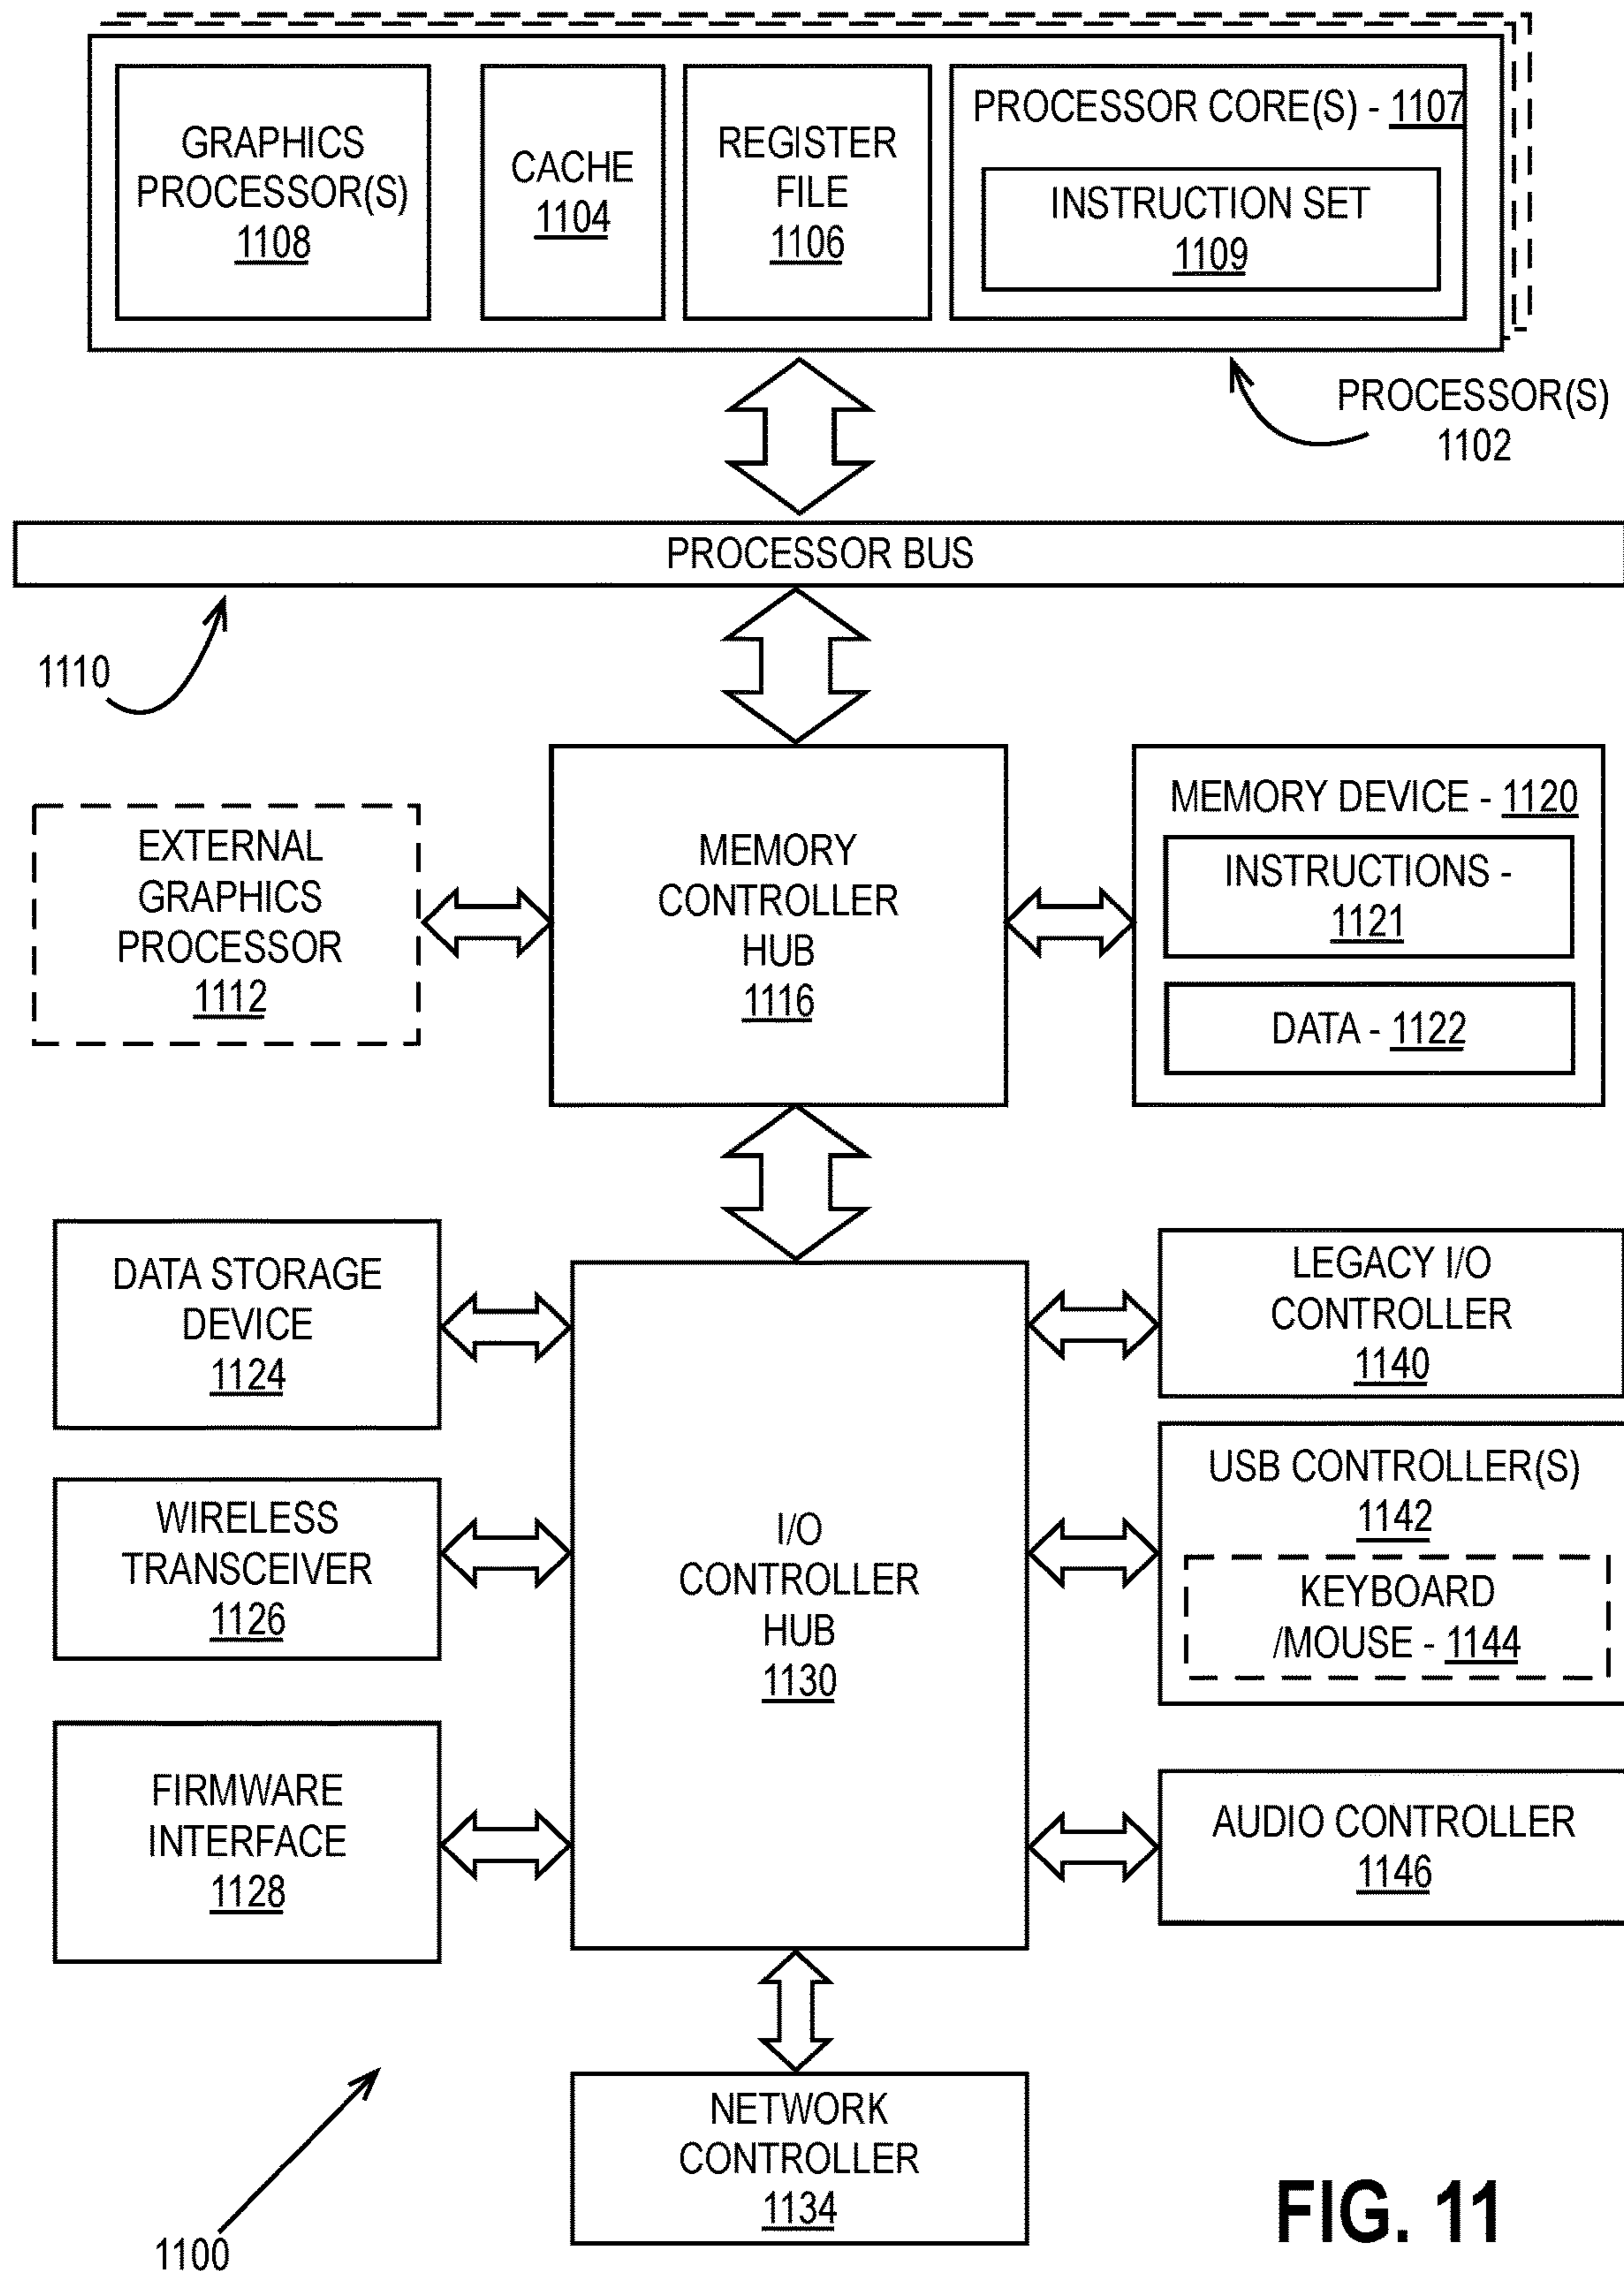 GRAPHICS
PROCESSOR(S)
1108
CACHE
1104
REGISTER
FILE
1106
PROCESSOR CORE(S) - 1107
INSTRUCTION SET
1109
PROCESSOR(S)
1102
PROCESSOR BUS
1110
EXTERNAL
GRAPHICS
PROCESSOR
1112
MEMORY
CONTROLLER
HUB
1116
MEMORY DEVICE - 1120
INSTRUCTIONS -
1121
DATA - 1122
DATA STORAGE
DEVICE
1124
WIRELESS
TRANSCEIVER
1126
FIRMWARE
INTERFACE
1128
I/O
CONTROLLER
HUB
1130
LEGACY I/O
CONTROLLER
1140
USB CONTROLLER(S)
1142
KEYBOARD
/MOUSE - 1144
AUDIO CONTROLLER
1146
NETWORK
CONTROLLER
1134
1100
FIG. 11